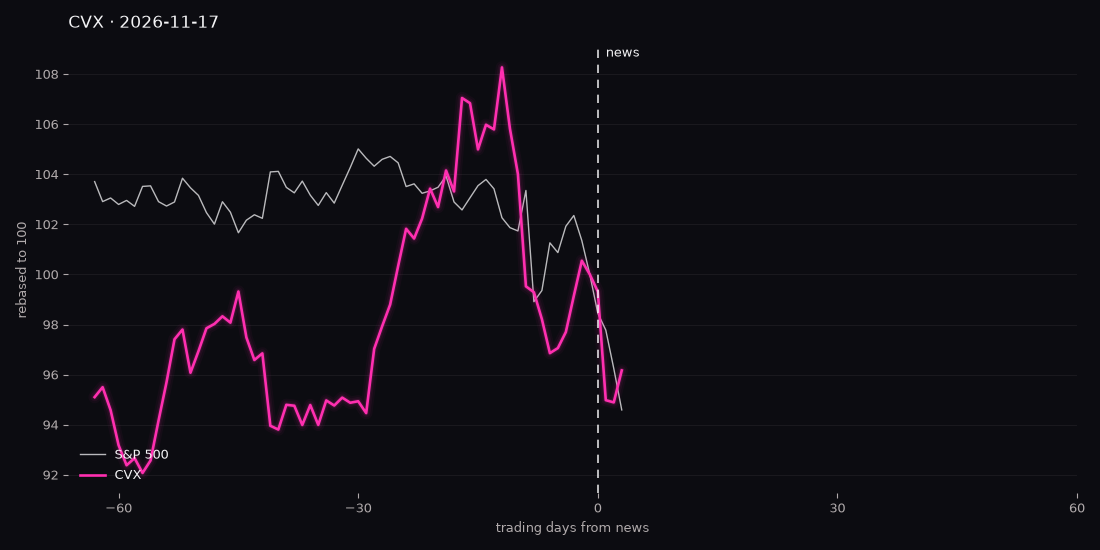 CVX · 2026-11-17
news
108
106
104
102
100
98
96
94
92
rebased to 100
S&P 500
CVX
−60
−30
0
30
60
trading days from news